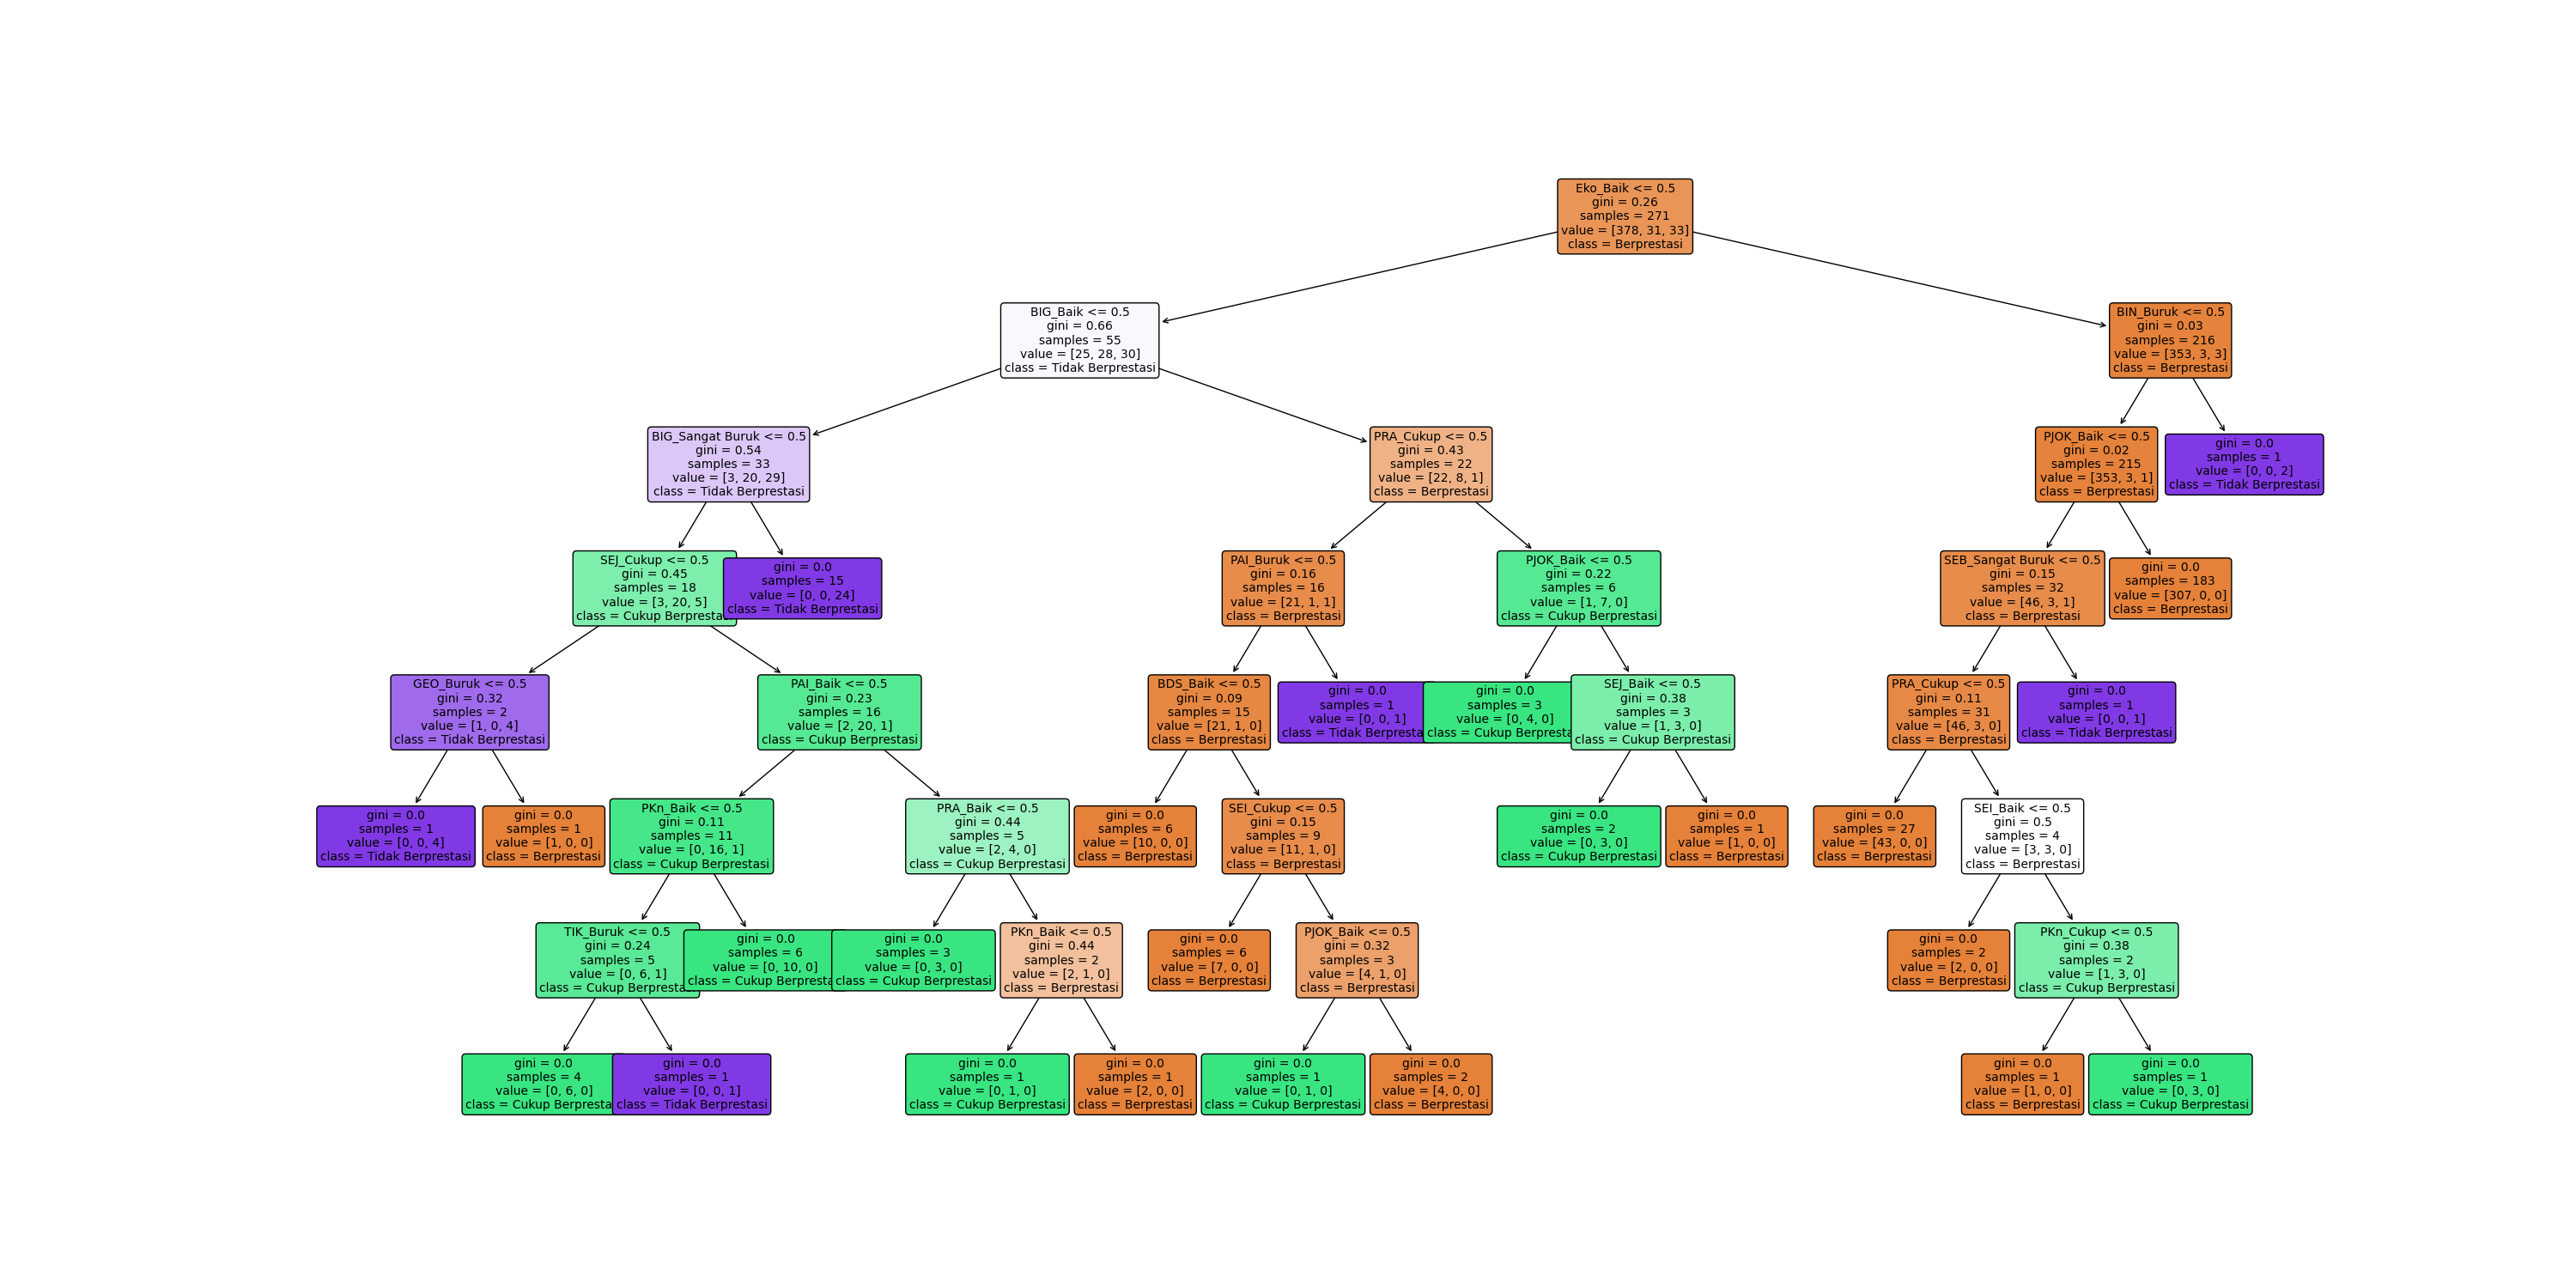 Eko_Baik <= 0.5
gini = 0.26
samples = 271
value = [378, 31, 33]
class = Berprestasi
BIG_Baik <= 0.5
gini = 0.66
samples = 55
value = [25, 28, 30]
class = Tidak Berprestasi
BIN_Buruk <= 0.5
gini = 0.03
samples = 216
value = [353, 3, 3]
class = Berprestasi
BIG_Sangat Buruk <= 0.5
gini = 0.54
samples = 33
value = [3, 20, 29]
class = Tidak Berprestasi
PRA_Cukup <= 0.5
gini = 0.43
samples = 22
value = [22, 8, 1]
class = Berprestasi
PJOK_Baik <= 0.5
gini = 0.02
samples = 215
value = [353, 3, 1]
class = Berprestasi
gini = 0.0
samples = 1
value = [0, 0, 2]
class = Tidak Berprestasi
SEJ_Cukup <= 0.5
gini = 0.45
samples = 18
value = [3, 20, 5]
class = Cukup Berpresta
gini = 0.0
samples = 15
value = [0, 0, 24]
class = Tidak Berprestasi
PAI_Buruk <= 0.5
gini = 0.16
samples = 16
value = [21, 1, 1]
class = Berprestasi
PJOK_Baik <= 0.5
gini = 0.22
samples = 6
value = [1, 7, 0]
class = Cukup Berprestasi
SEB_Sangat Buruk <= 0.5
gini = 0.15
samples = 32
value = [46, 3, 1]
class = Berprestasi
gini = 0.0
samples = 183
value = [307, 0, 0]
class = Berprestasi
GEO_Buruk <= 0.5
gini = 0.32
samples = 2
value = [1, 0, 4]
class = Tidak Berprestasi
PAI_Baik <= 0.5
gini = 0.23
samples = 16
value = [2, 20, 1]
class = Cukup Berprestasi
BDS_Baik <= 0.5
gini = 0.09
samples = 15
value = [21, 1, 0]
class = Berprestasi
gini = 0.0
samples = 1
value = [0, 0, 1]
class = Tidak Berpresta
gini = 0.0
samples = 3
value = [0, 4, 0]
class = Cukup Berpresta
SEJ_Baik <= 0.5
gini = 0.38
samples = 3
value = [1, 3, 0]
class = Cukup Berprestasi
PRA_Cukup <= 0.5
gini = 0.11
samples = 31
value = [46, 3, 0]
class = Berprestasi
gini = 0.0
samples = 1
value = [0, 0, 1]
class = Tidak Berprestasi
gini = 0.0
samples = 1
value = [0, 0, 4]
class = Tidak Berprestasi
gini = 0.0
samples = 1
value = [1, 0, 0]
class = Berprestasi
PKn_Baik <= 0.5
gini = 0.11
samples = 11
value = [0, 16, 1]
class = Cukup Berprestasi
PRA_Baik <= 0.5
gini = 0.44
samples = 5
value = [2, 4, 0]
class = Cukup Berprestasi
gini = 0.0
samples = 6
value = [10, 0, 0]
class = Berprestasi
SEI_Cukup <= 0.5
gini = 0.15
samples = 9
value = [11, 1, 0]
class = Berprestasi
gini = 0.0
samples = 2
value = [0, 3, 0]
class = Cukup Berprestasi
gini = 0.0
samples = 1
value = [1, 0, 0]
class = Berprestasi
gini = 0.0
samples = 27
value = [43, 0, 0]
class = Berprestasi
SEI_Baik <= 0.5
gini = 0.5
samples = 4
value = [3, 3, 0]
class = Berprestasi
TIK_Buruk <= 0.5
gini = 0.24
samples = 5
value = [0, 6, 1]
class = Cukup Berpresta
gini = 0.0
samples = 6
value = [0, 10, 0]
class = Cukup Berpresta
gini = 0.0
samples = 3
value = [0, 3, 0]
class = Cukup Berprestasi
PKn_Baik <= 0.5
gini = 0.44
samples = 2
value = [2, 1, 0]
class = Berprestasi
gini = 0.0
samples = 6
value = [7, 0, 0]
class = Berprestasi
PJOK_Baik <= 0.5
gini = 0.32
samples = 3
value = [4, 1, 0]
class = Berprestasi
gini = 0.0
samples = 2
value = [2, 0, 0]
class = Berprestasi
PKn_Cukup <= 0.5
gini = 0.38
samples = 2
value = [1, 3, 0]
class = Cukup Berprestasi
gini = 0.0
samples = 4
value = [0, 6, 0]
class = Cukup Berpresta
gini = 0.0
samples = 1
value = [0, 0, 1]
class = Tidak Berprestasi
gini = 0.0
samples = 1
value = [0, 1, 0]
class = Cukup Berprestasi
gini = 0.0
samples = 1
value = [2, 0, 0]
class = Berprestasi
gini = 0.0
samples = 1
value = [0, 1, 0]
class = Cukup Berprestasi
gini = 0.0
samples = 2
value = [4, 0, 0]
class = Berprestasi
gini = 0.0
samples = 1
value = [1, 0, 0]
class = Berprestasi
gini = 0.0
samples = 1
value = [0, 3, 0]
class = Cukup Berprestasi